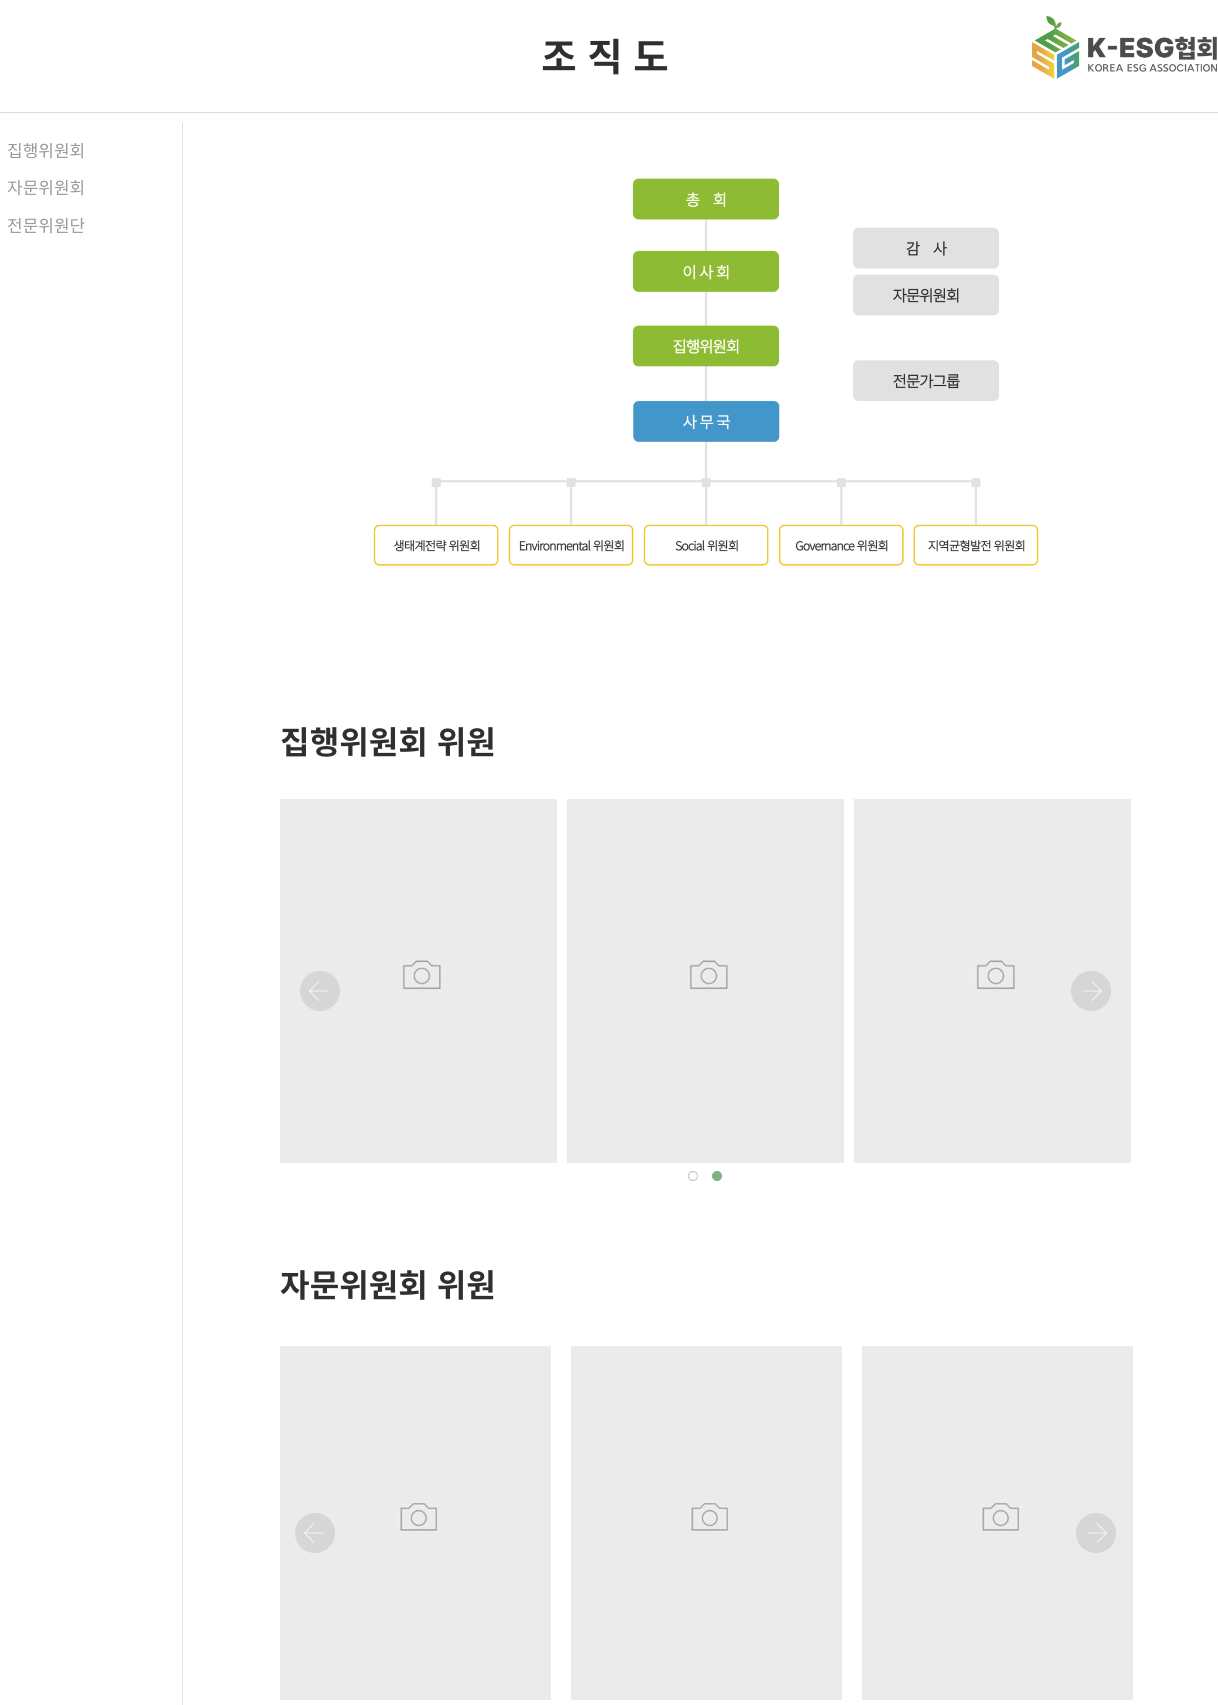 조 직 도
K-ESG협회
KOREA ESG ASSOCIATION
집행위원회
자문위원회
전문위원단
총 회
감 사
이 사 회
자문위원회
집행위원회
전문가그룹
사 무 국
생태계전략 위원회
Environmental 위원회
Social 위원회
Governance 위원회
지역균형발전 위원회
집행위원회 위원
자문위원회 위원